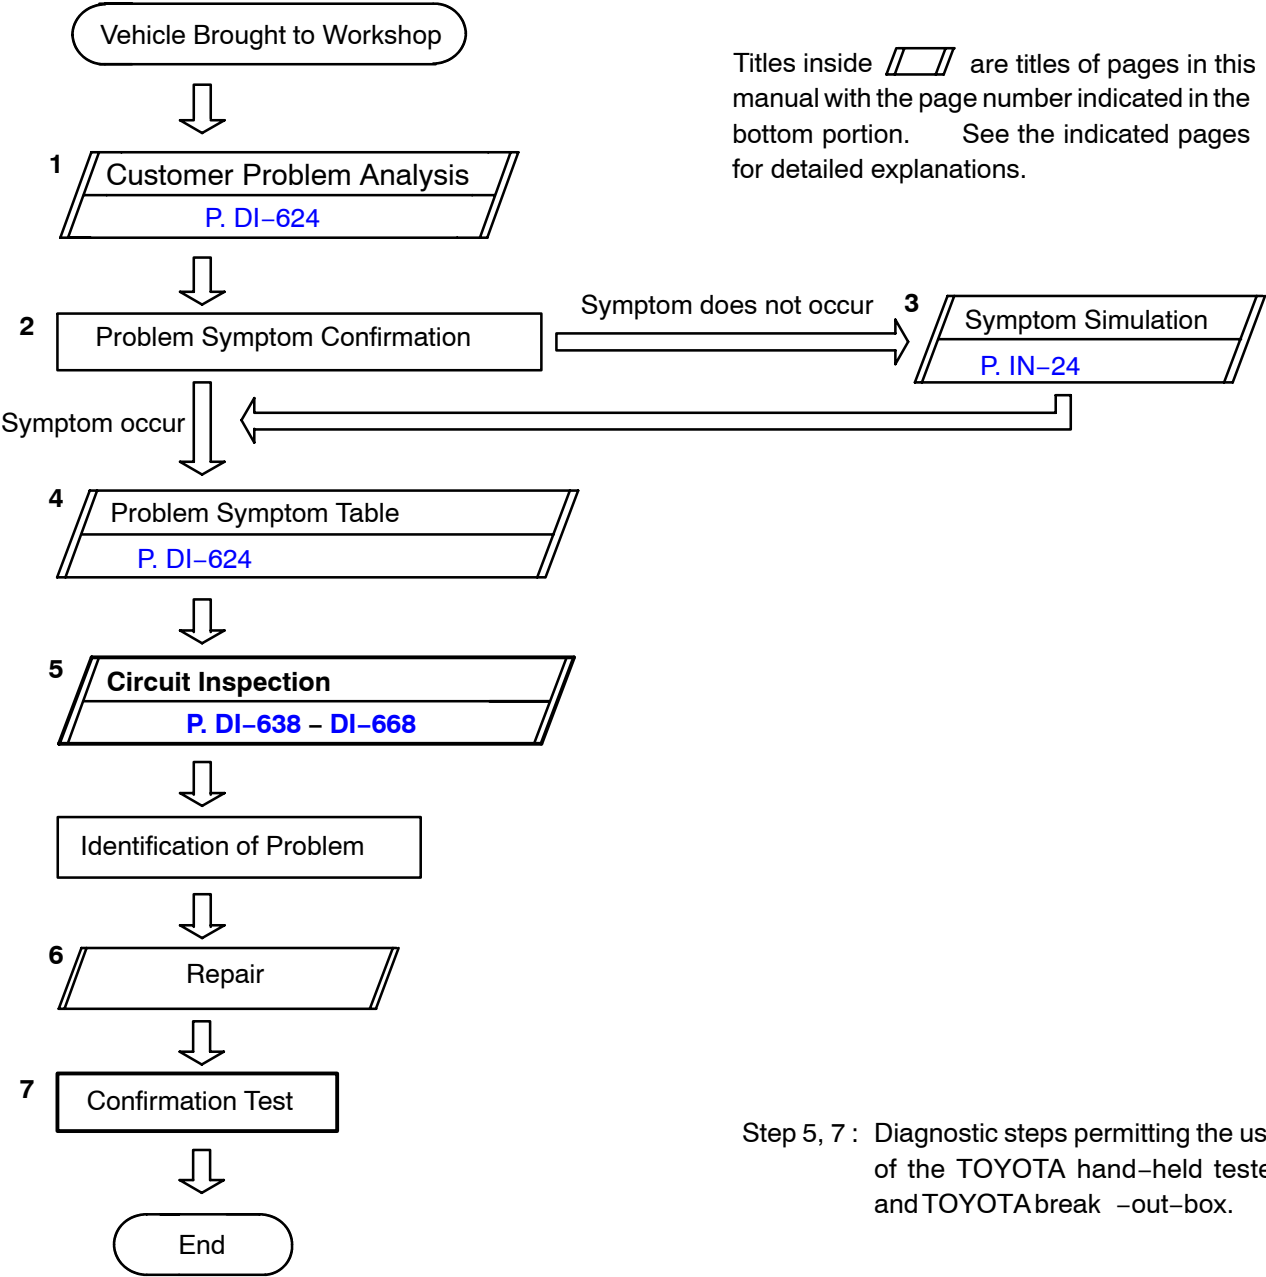 Vehicle Brought to Workshop
Titles inside are titles of pages in this
manual with the page number indicated in the
bottom portion. See the indicated pages
for detailed explanations.
1
Customer Problem Analysis
P. DI–624
2
Problem Symptom Confirmation
Symptom does not occur
3
Symptom Simulation
P. IN–24
Symptom occur
4
Problem Symptom Table
P. DI–624
5
Circuit Inspection
P. DI–638 – DI–668
Identification of Problem
6
Repair
7
Confirmation Test
Step 5, 7 : Diagnostic steps permitting the us
of the TOYOTA hand–held teste
and TOYOTA break –out–box.
End